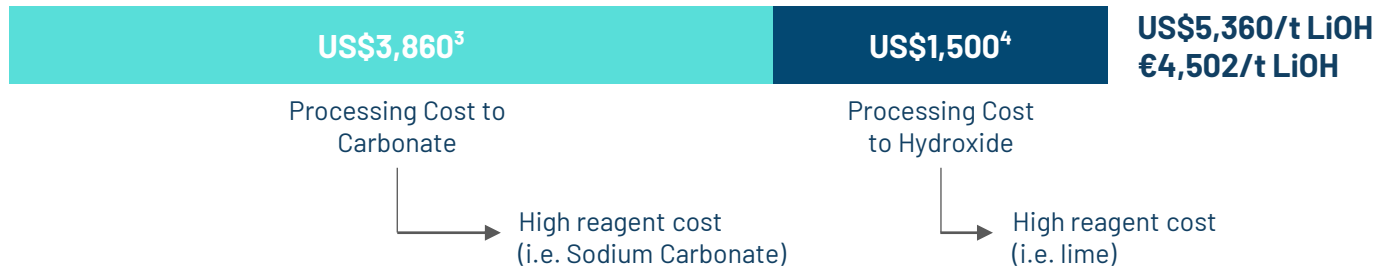 US$3,860³
US$1,500⁴
US$5,360/t LiOH
€4,502/t LiOH
Processing Cost to
Carbonate
Processing Cost
to Hydroxide
High reagent cost
(i.e. Sodium Carbonate)
High reagent cost
(i.e. lime)